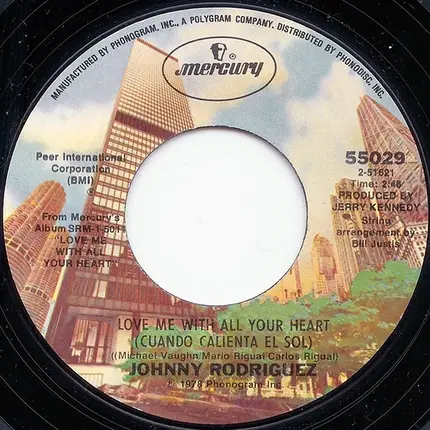 MANUFACTURED BY PHONOGRAM, INC., A POLYGRAM COMPANY. DISTRIBUTED BY PHONODISC, INC.
mercury
Peer International
Corporation
(BMI)
From Mercury's
Album SRM-1-5011
"LOVE ME
WITH ALL
YOUR HEART"
55029
2-51621
Time: 2:46
PRODUCED BY
JERRY KENNEDY
String
arrangement by
Bill Justis
LOVE ME WITH ALL YOUR HEART
(CUANDO CALIENTA EL SOL)
((Michael Vaughn/Mario Rigual Carlos Rigual)
JOHNNY RODRIGUEZ
℗ 1978 Phonogram Inc.